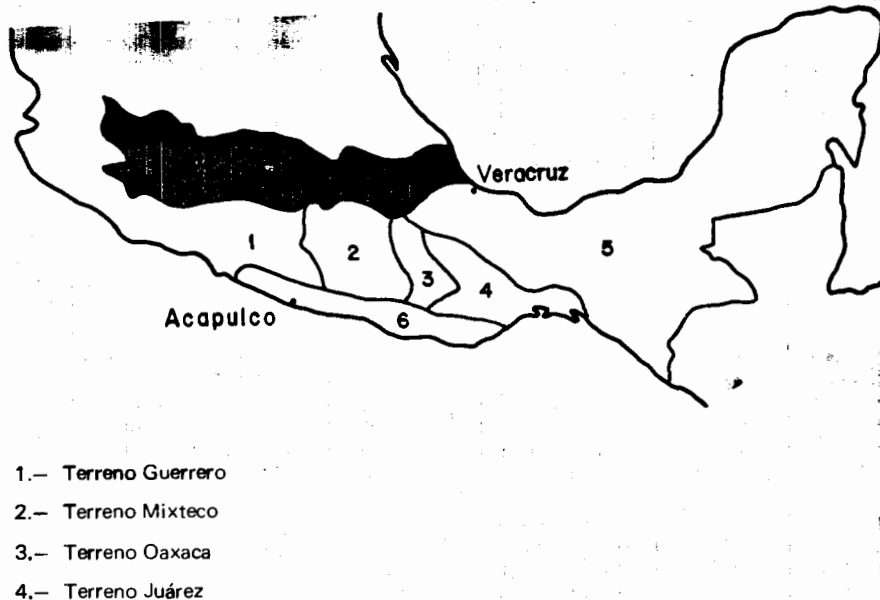 Veracruz
1
2
5
3
4
Acapulco
6
1.— Terreno Guerrero
2.— Terreno Mixteco
3.— Terreno Oaxaca
4.— Terreno Juárez